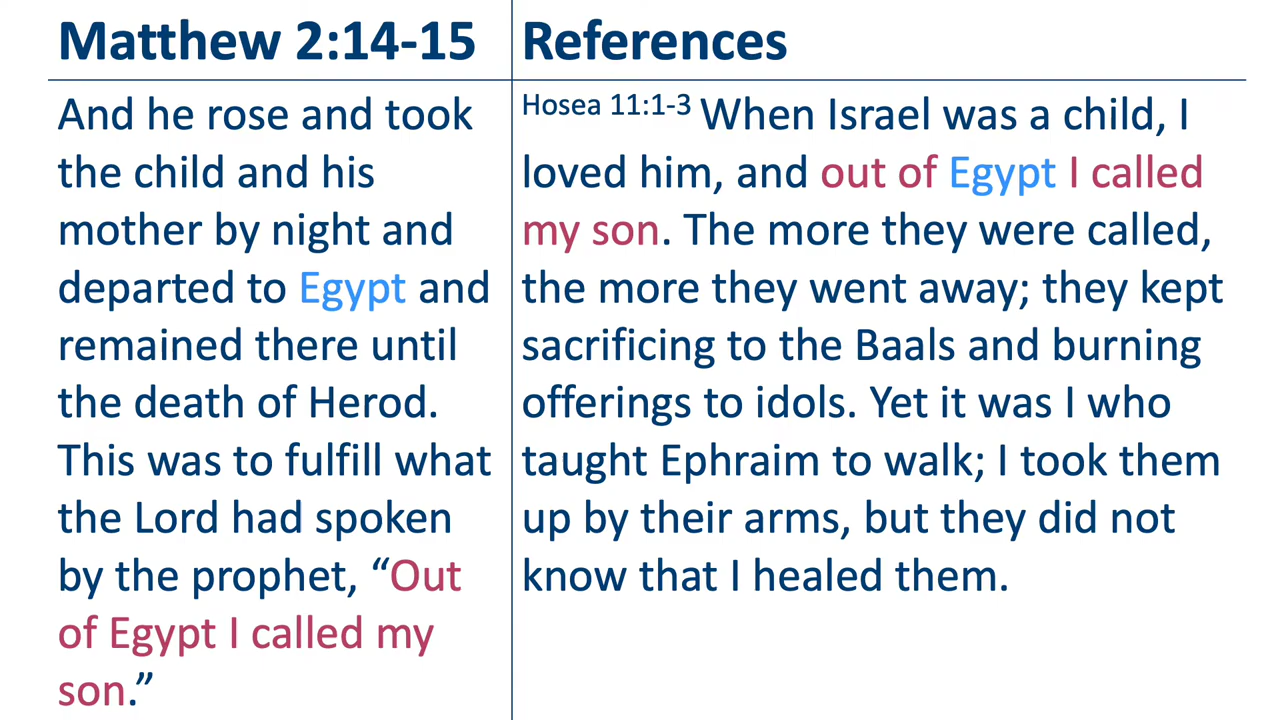 Matthew 2:14-15
And he rose and took
the child and his
mother by night and
departed to Egypt and
remained there until
the death of Herod.
This was to fulfill what
the Lord had spoken
by the prophet, “Out
of Egypt I called my
son.”
References
Hosea 11:1-3 When Israel was a child, I
loved him, and out of Egypt I called
my son. The more they were called,
the more they went away; they kept
sacrificing to the Baals and burning
offerings to idols. Yet it was I who
taught Ephraim to walk; I took them
up by their arms, but they did not
know that I healed them.